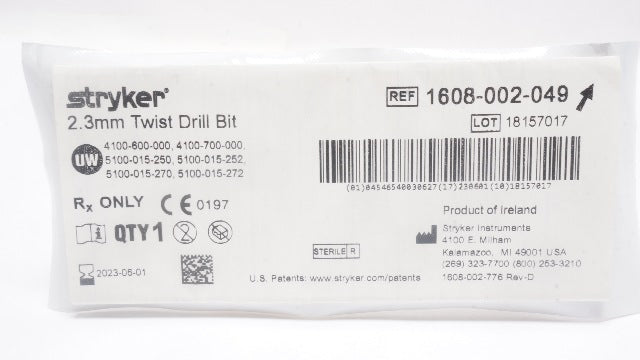 stryker®
2.3mm Twist Drill Bit
UW
4100-600-000, 4100-700-000,
5100-015-250, 5100-015-252,
5100-015-270, 5100-015-272
Rx ONLY CE 0197
i QTY 1 2
2023-06-01
STERILE R
U.S. Patents: www.stryker.com/patents
REF 1608-002-049
LOT 18157017
(01)04546540030627(17)230601(10)18157017
Product of Ireland
Stryker Instruments
4100 E. Milham
Kalamazoo, MI 49001 USA
(269) 323-7700 (800) 253-3210
1608-002-776 Rev-D